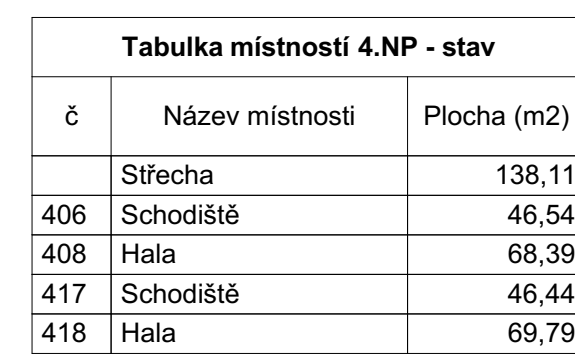 Tabulka místností 4.NP - stav
č Název místnosti Plocha (m2)
Střecha 138,11
406 Schodiště 46,54
408 Hala 68,39
417 Schodiště 46,44
418 Hala 69,79